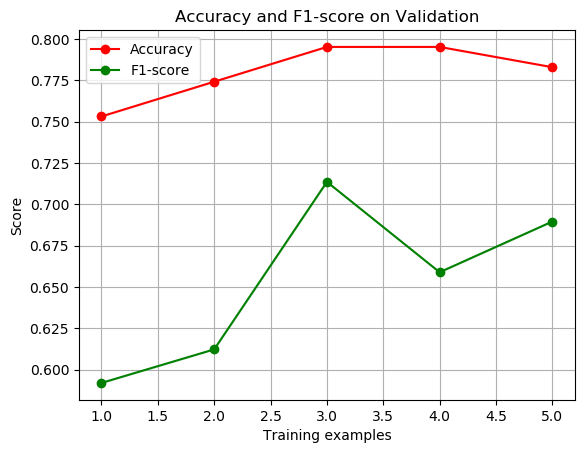 Accuracy and F1-score on Validation
Accuracy
F1-score
0.800
0.775
0.750
0.725
0.700
0.675
0.650
0.625
0.600
Score
1.0 1.5 2.0 2.5 3.0 3.5 4.0 4.5 5.0
Training examples